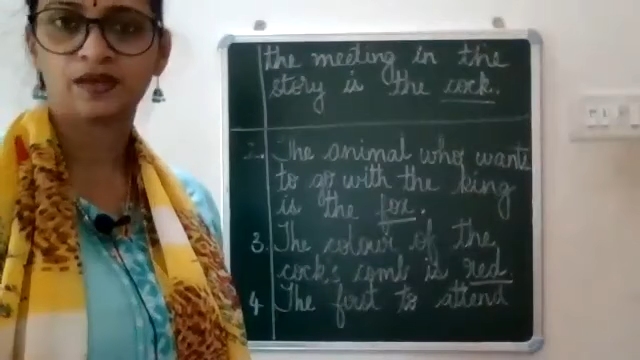 the meeting in the
story is the cock.
2. The animal who wants
to go with the king
is the fox.
3. The colour of the
cock's comb is red.
4. The first to attend